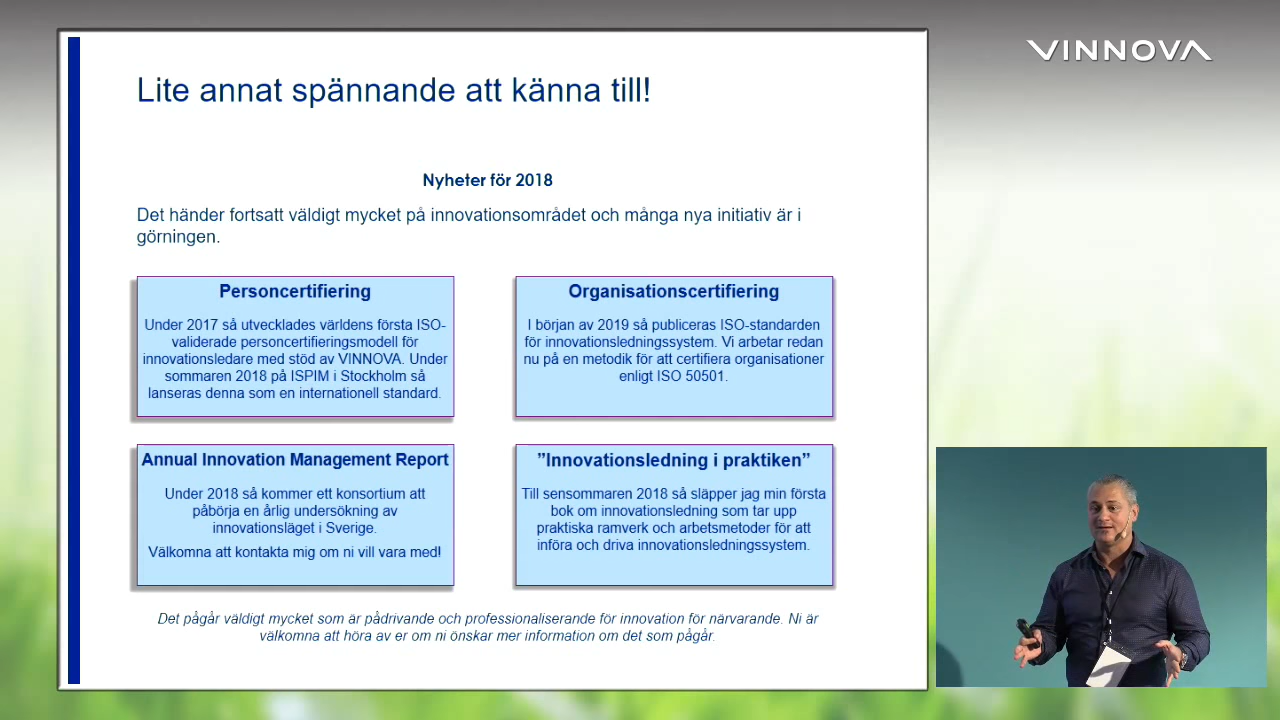 VINNOVA
Lite annat spännande att känna till!
Nyheter för 2018
Det händer fortsatt väldigt mycket på innovationsområdet och många nya initiativ är i
görningen.
Personcertifiering
Under 2017 så utvecklades världens första ISO-
validerade personcertifieringsmodell för
innovationsledare med stöd av VINNOVA. Under
sommaren 2018 på ISPIM i Stockholm så
lanseras denna som en internationell standard.
Organisationscertifiering
I början av 2019 så publiceras ISO-standarden
för innovationsledningssystem. Vi arbetar redan
nu på en metodik för att certifiera organisationer
enligt ISO 50501.
Annual Innovation Management Report
Under 2018 så kommer ett konsortium att
påbörja en årlig undersökning av
innovationsläget i Sverige.
Välkomna att kontakta mig om ni vill vara med!
”Innovationsledning i praktiken”
Till sensommaren 2018 så släpper jag min första
bok om innovationsledning som tar upp
praktiska ramverk och arbetsmetoder för att
införa och driva innovationsledningssystem.
Det pågår väldigt mycket som är pådrivande och professionaliserande för innovation för närvarande. Ni är
välkomna att höra av er om ni önskar mer information om det som pågår.